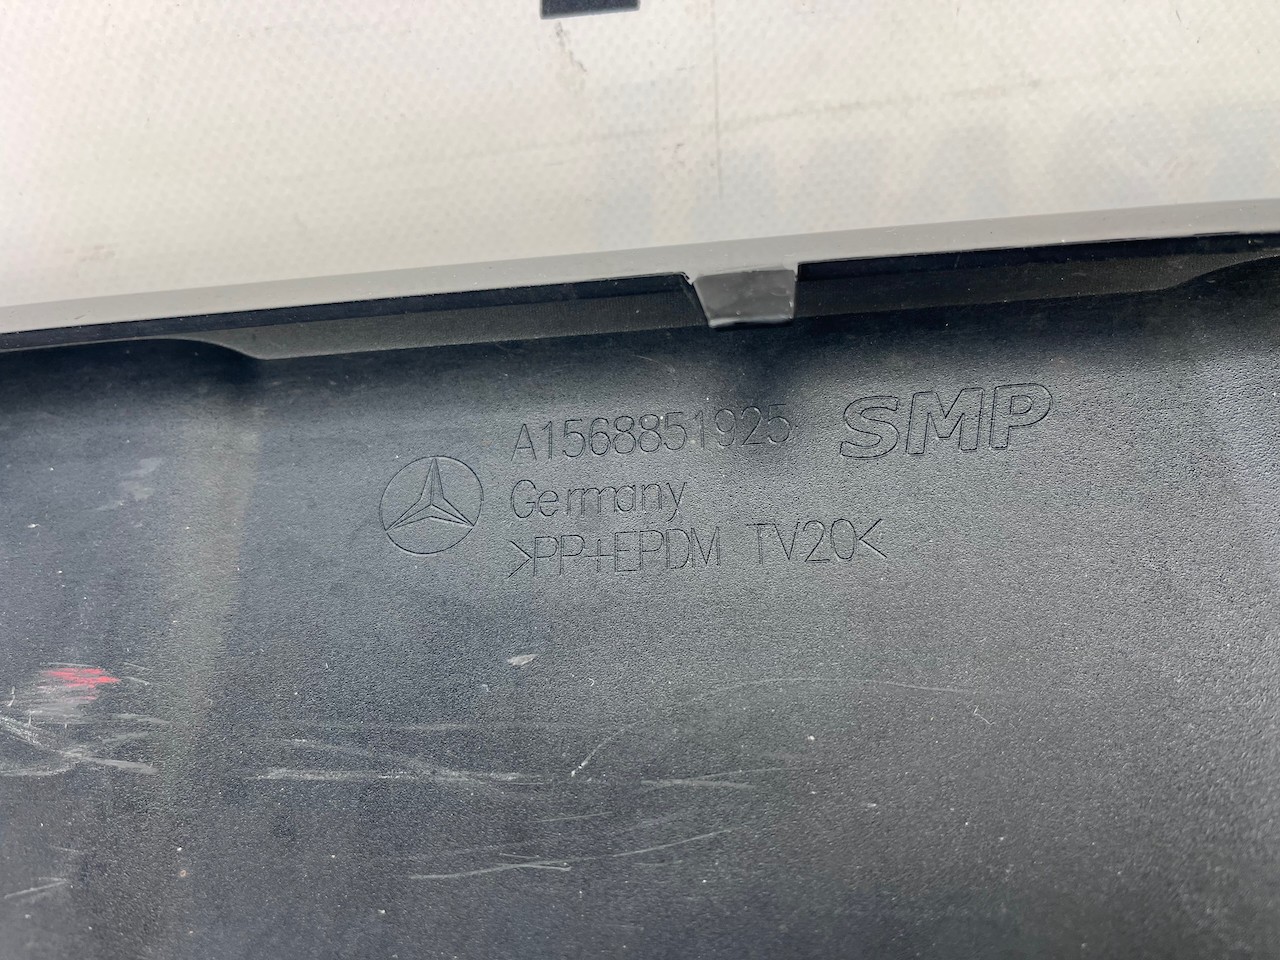 A1568851925 SMP
Germany
>PP+EPDM TV20<